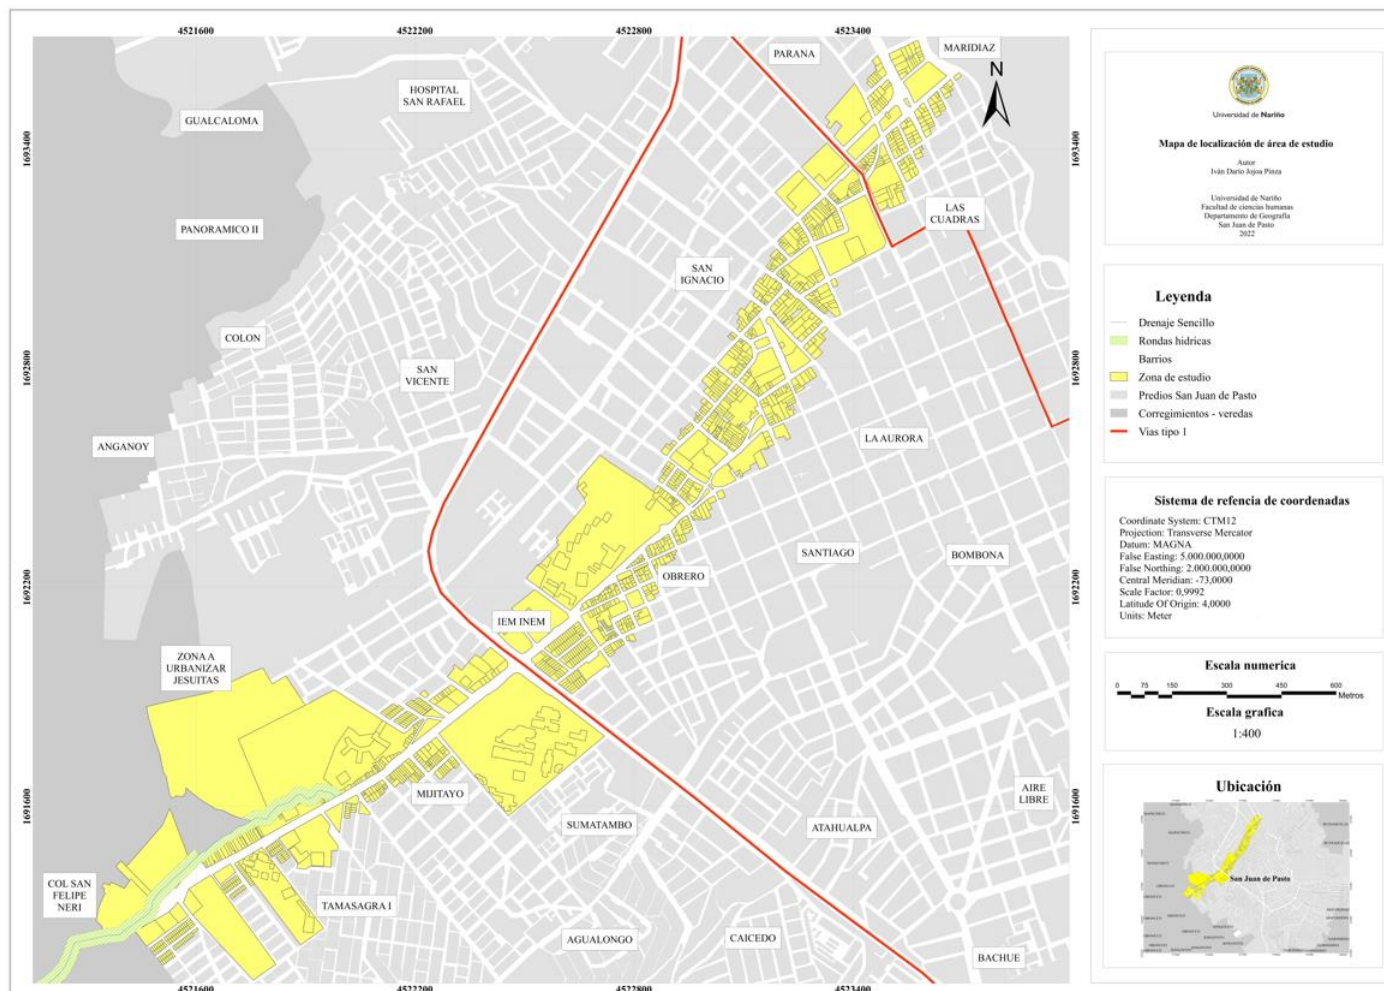 4521600
4522200
4522800
4523400
PARANA
MARIDIAZ
N
HOSPITAL
SAN RAFAEL
GUALCALOMA
1693400
1693400
LAS
CUADRAS
PANORAMICO II
SAN
IGNACIO
COLON
SAN
VICENTE
1692800
1692800
LA AURORA
ANGANOY
SANTIAGO
BOMBONA
OBRERO
1692200
1692200
IEM INEM
ZONA A
URBANIZAR
JESUITAS
MIJITAYO
AIRE
LIBRE
1691600
1691600
SUMATAMBO
ATAHUALPA
COL SAN
FELIPE
NERI
TAMASAGRA I
AGUALONGO
CAICEDO
BACHUE
4521600
4522200
4522800
4523400
Universidad de Nariño
Mapa de localización de área de estudio
Autor
Iván Darío Jojoa Pinza
Universidad de Nariño
Facultad de ciencias humanas
Departamento de Geografía
San Juan de Pasto
2022
Leyenda
Drenaje Sencillo
Rondas hidricas
Barrios
Zona de estudio
Predios San Juan de Pasto
Corregimientos - veredas
Vias tipo 1
Sistema de refencia de coordenadas
Coordinate System: CTM12
Projection: Transverse Mercator
Datum: MAGNA
False Easting: 5.000.000,0000
False Northing: 2.000.000,0000
Central Meridian: -73,0000
Scale Factor: 0,9992
Latitude Of Origin: 4,0000
Units: Meter
Escala numerica
0 75 150 300 450 600
Metros
Escala grafica
1:400
Ubicación
San Juan de Pasto